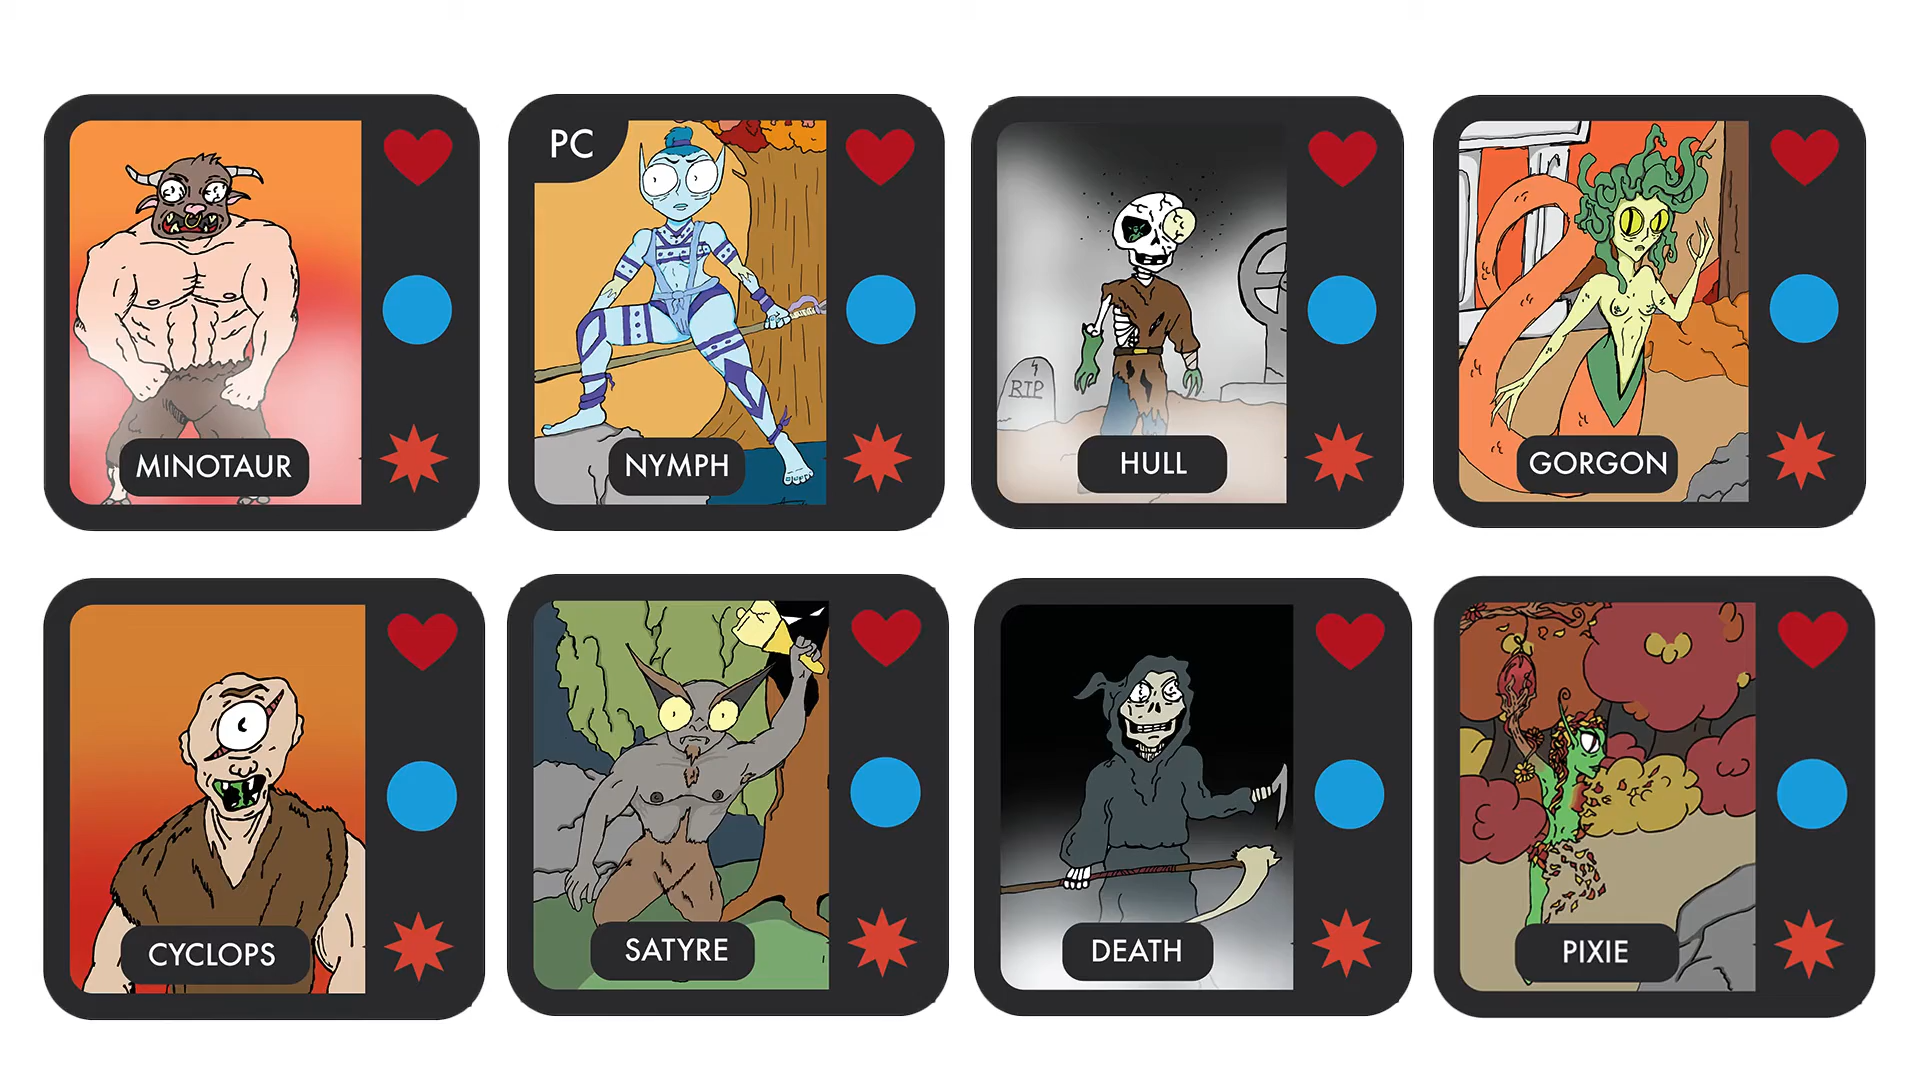 PC
MINOTAUR
NYMPH
RIP
HULL
GORGON
CYCLOPS
SATYRE
DEATH
PIXIE